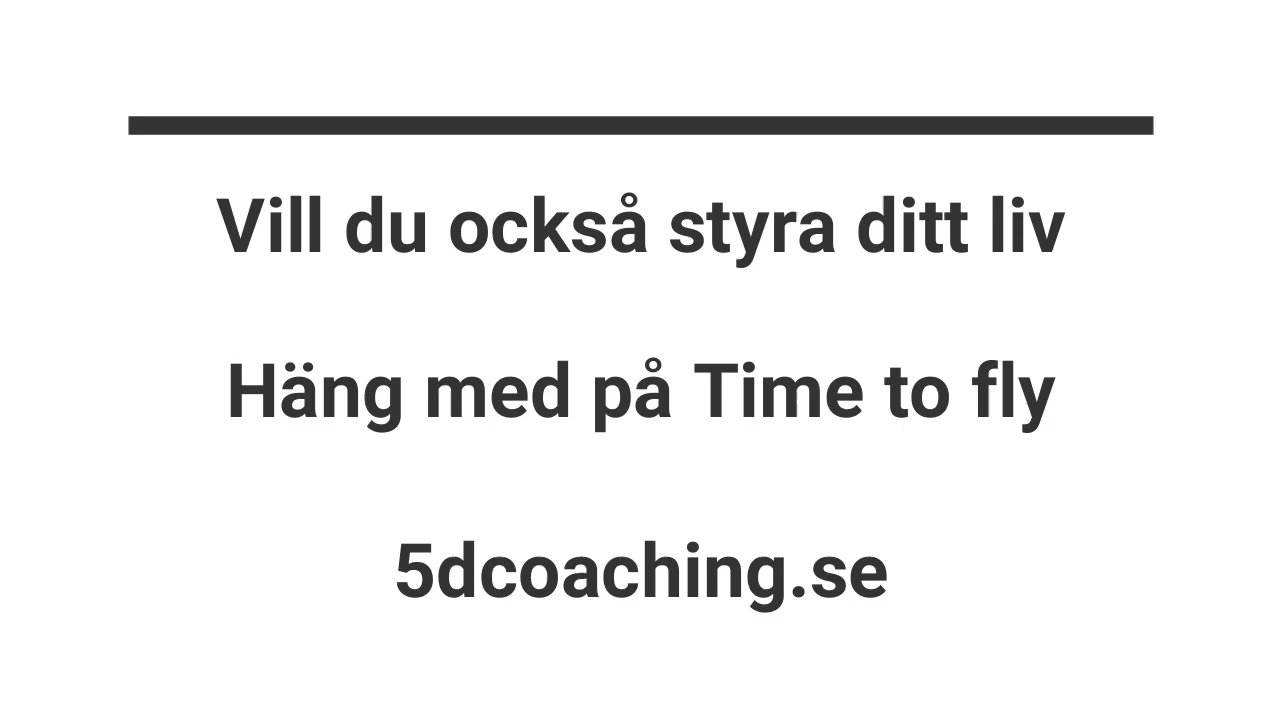 Vill du också styra ditt liv
Häng med på Time to fly
5dcoaching.se